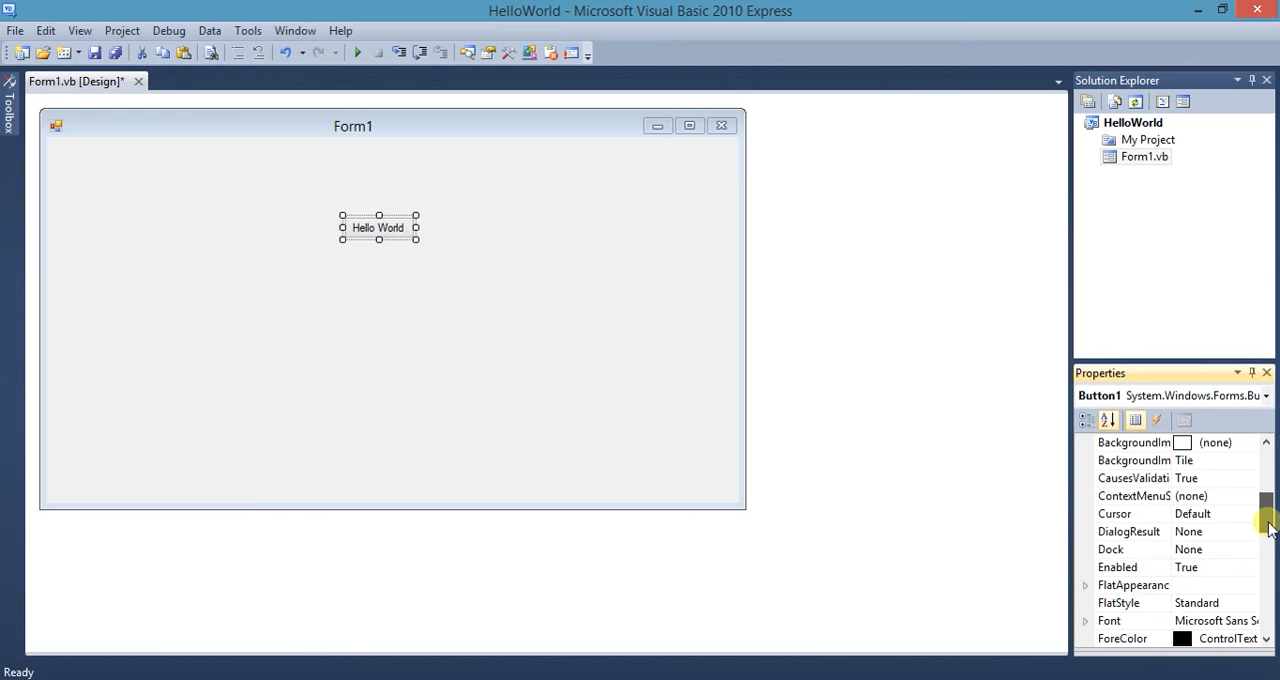 HelloWorld - Microsoft Visual Basic 2010 Express
File Edit View Project Debug Data Tools Window Help
Form1.vb [Design]*
Toolbox
Form1
Hello World
Solution Explorer
HelloWorld
My Project
Form1.vb
Properties
Button1 System.Windows.Forms.Bu
BackgroundIm (none)
BackgroundIm Tile
CausesValidati True
ContextMenuS (none)
Cursor Default
DialogResult None
Dock None
Enabled True
FlatAppearanc
FlatStyle Standard
Font Microsoft Sans S
ForeColor ControlText
Ready